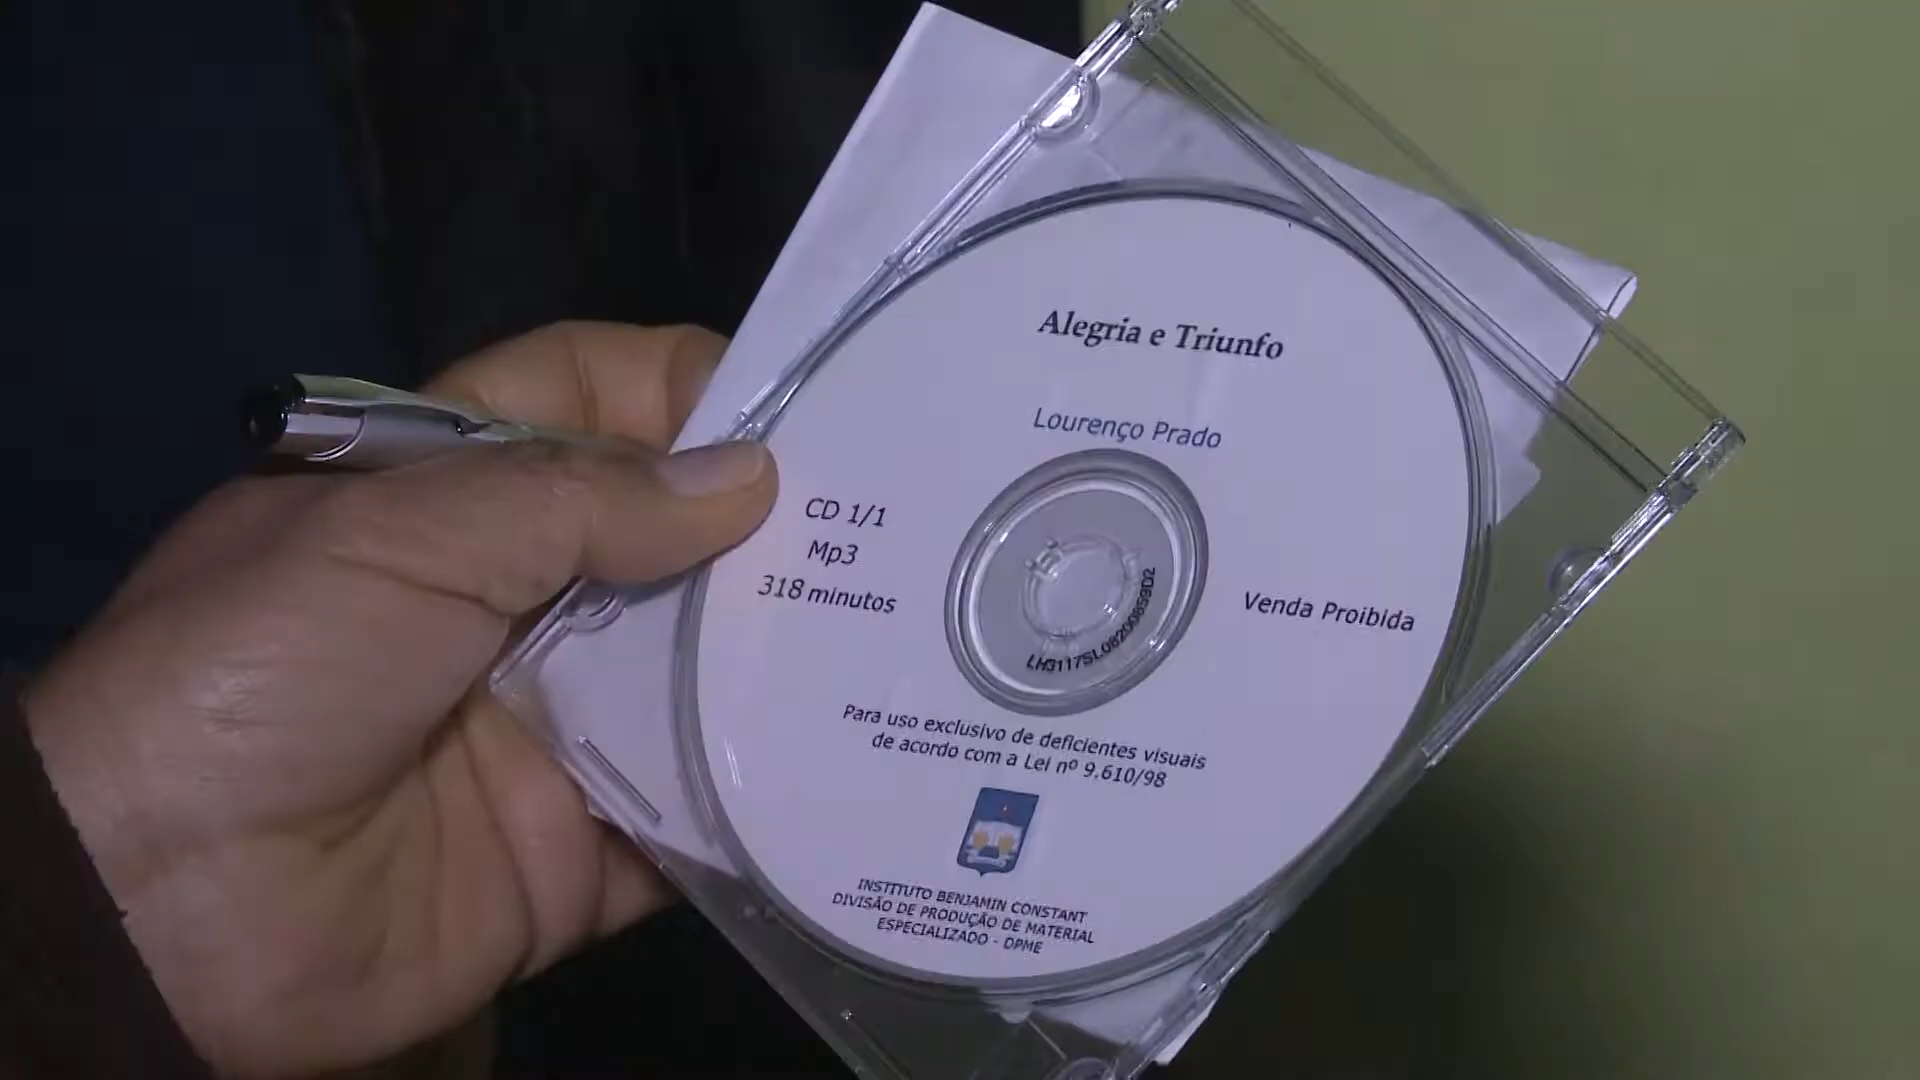 Alegria e Triunfo
Lourenço Prado
CD 1/1
Mp3
318 minutos
Venda Proibida
Para uso exclusivo de deficientes visuais
de acordo com a Lei nº 9.610/98
INSTITUTO BENJAMIN CONSTANT
DIVISÃO DE PRODUÇÃO DE MATERIAL
ESPECIALIZADO - DPME